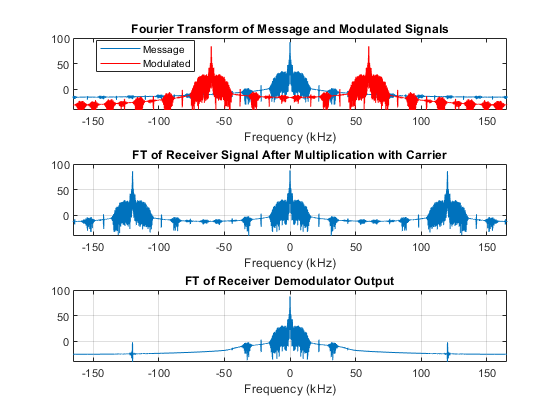 Fourier Transform of Message and Modulated Signals
100
50
0
Message
Modulated
-150 -100 -50 0 50 100 150
Frequency (kHz)
FT of Receiver Signal After Multiplication with Carrier
100
50
0
-150 -100 -50 0 50 100 150
Frequency (kHz)
FT of Receiver Demodulator Output
100
50
0
-150 -100 -50 0 50 100 150
Frequency (kHz)